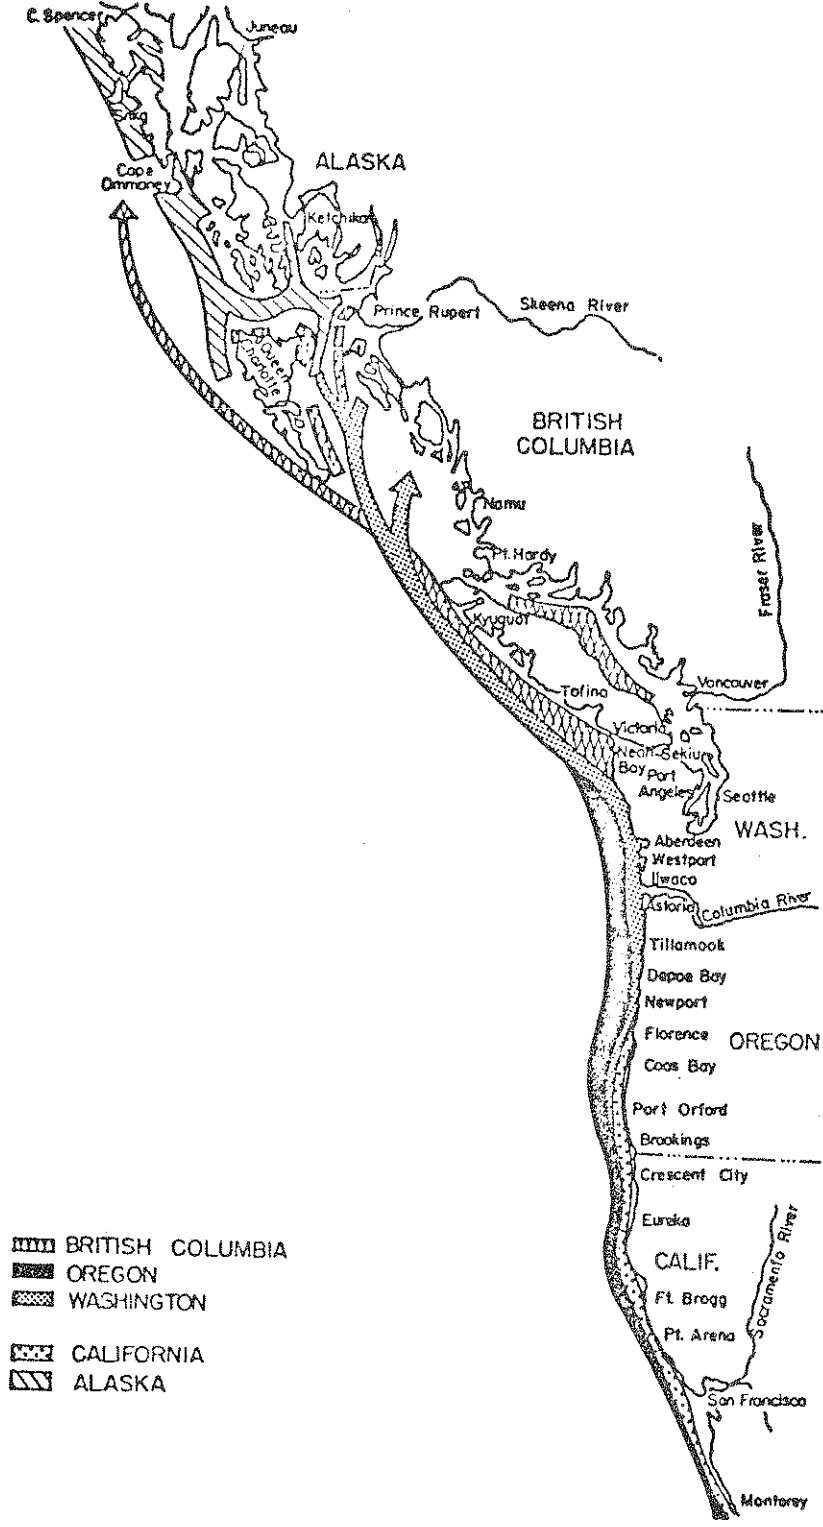 C. Spencer
Juneau
Sitka
ALASKA
Cape
Ommaney
Ketchika
Prince Rupert
Skeena River
Queen
Charlotte
BRITISH
COLUMBIA
Namu
Fraser River
Pt. Hardy
Kyuquot
Tofino
Vancouver
Victoria
Neah
Sekiu
Bay
Port
Angeles
Seattle
WASH.
Aberdeen
Westport
Ilwaco
Astoria
Columbia River
Tillamook
Depoe Bay
Newport
Florence
OREGON
Coos Bay
Port Orford
Brookings
Crescent City
Eureka
Sacramento River
CALIF.
Ft. Bragg
Pt. Arena
San Francisco
Monterey
BRITISH COLUMBIA
OREGON
WASHINGTON
CALIFORNIA
ALASKA